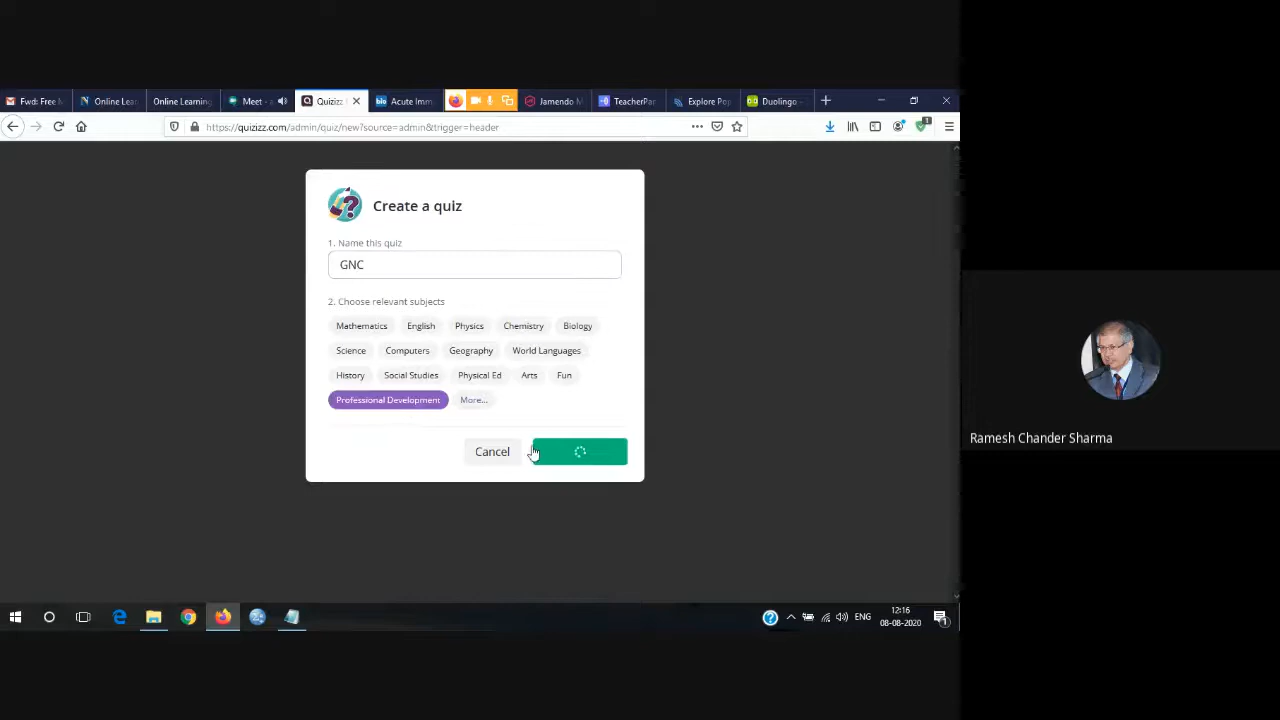 Fwd: Free M
Online Lea
Online Learning
Meet - a
Quizizz:
Acute Imm
Jamendo M
TeacherPar
Explore Pop
Duolingo -
https://quizizz.com/admin/quiz/new?source=admin&trigger=header
1
Create a quiz
1. Name this quiz
GNC
2. Choose relevant subjects
Mathematics English Physics Chemistry Biology
Science Computers Geography World Languages
History Social Studies Physical Ed Arts Fun
Professional Development More...
Cancel
Ramesh Chander Sharma
ENG
12:16
08-08-2020
1